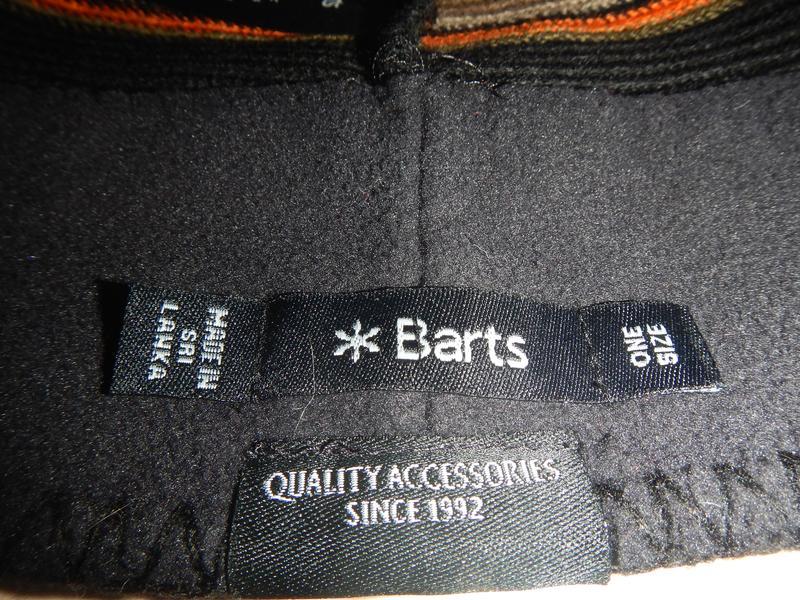 MADE IN
SRI
LANKA
Barts
ONE
SIZE
QUALITY ACCESSORIES
SINCE 1992